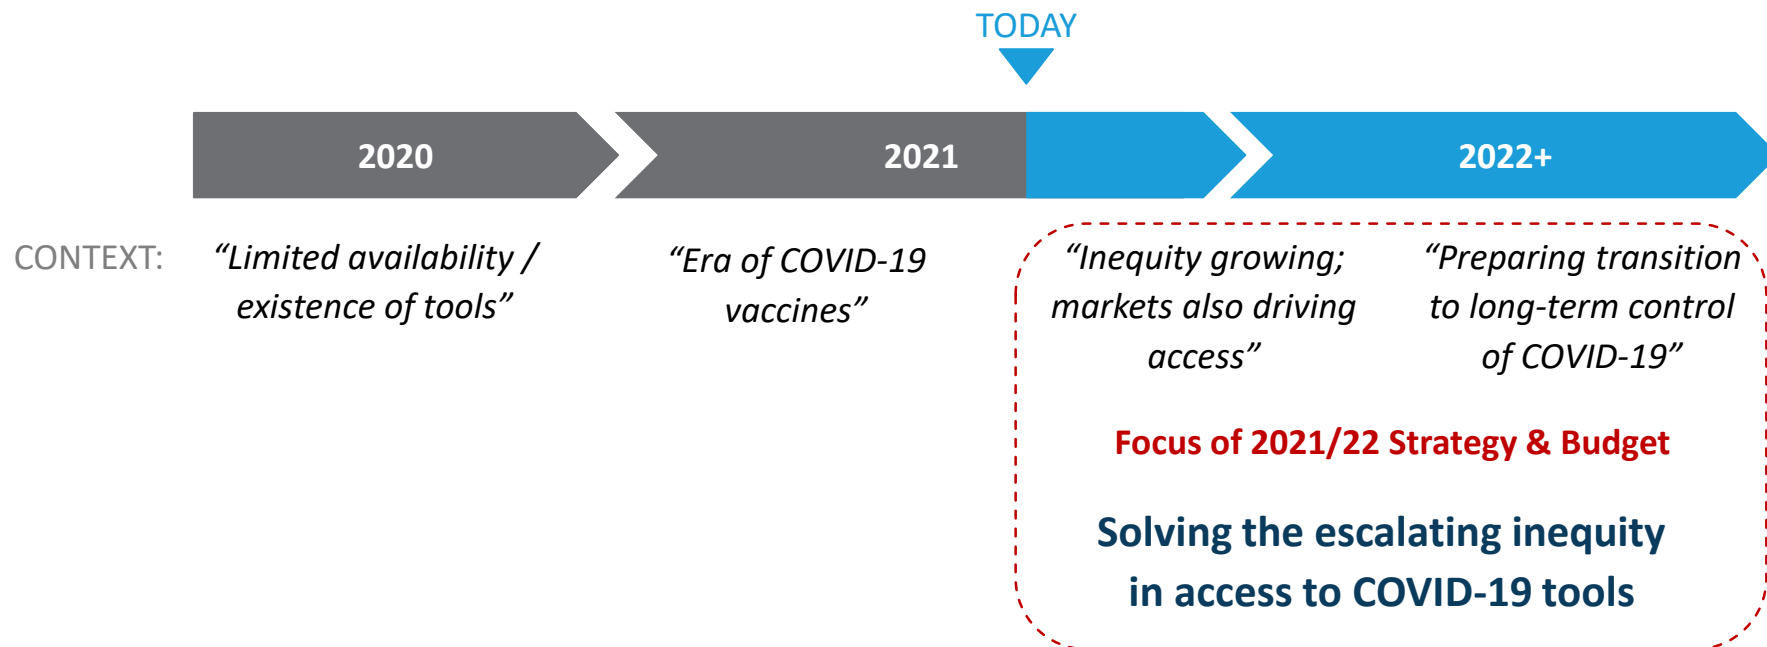 TODAY
2020
2021
2022+
CONTEXT:
“Limited availability /
existence of tools”
“Era of COVID-19
vaccines”
“Inequity growing;
markets also driving
access”
“Preparing transition
to long-term control
of COVID-19”
Focus of 2021/22 Strategy & Budget
Solving the escalating inequity
in access to COVID-19 tools